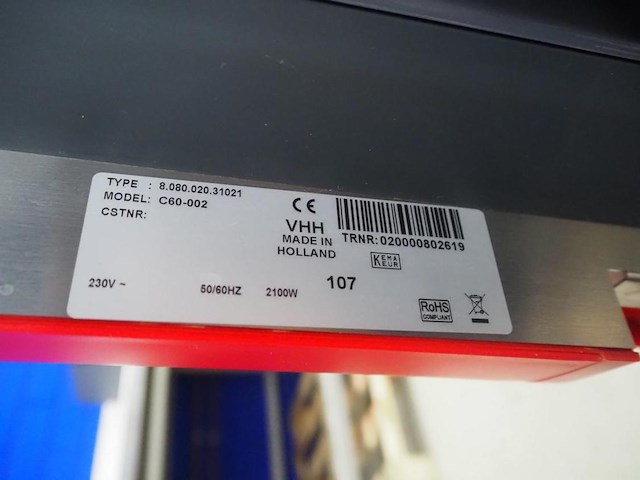 TYPE : 8.080.020.31021
MODEL: C60-002
CSTNR:
CE
VHH
MADE IN
HOLLAND
TRNR: 020000802619
KEMA
KEUR
107
230V ~ 50/60HZ 2100W
RoHS
COMPLIANT